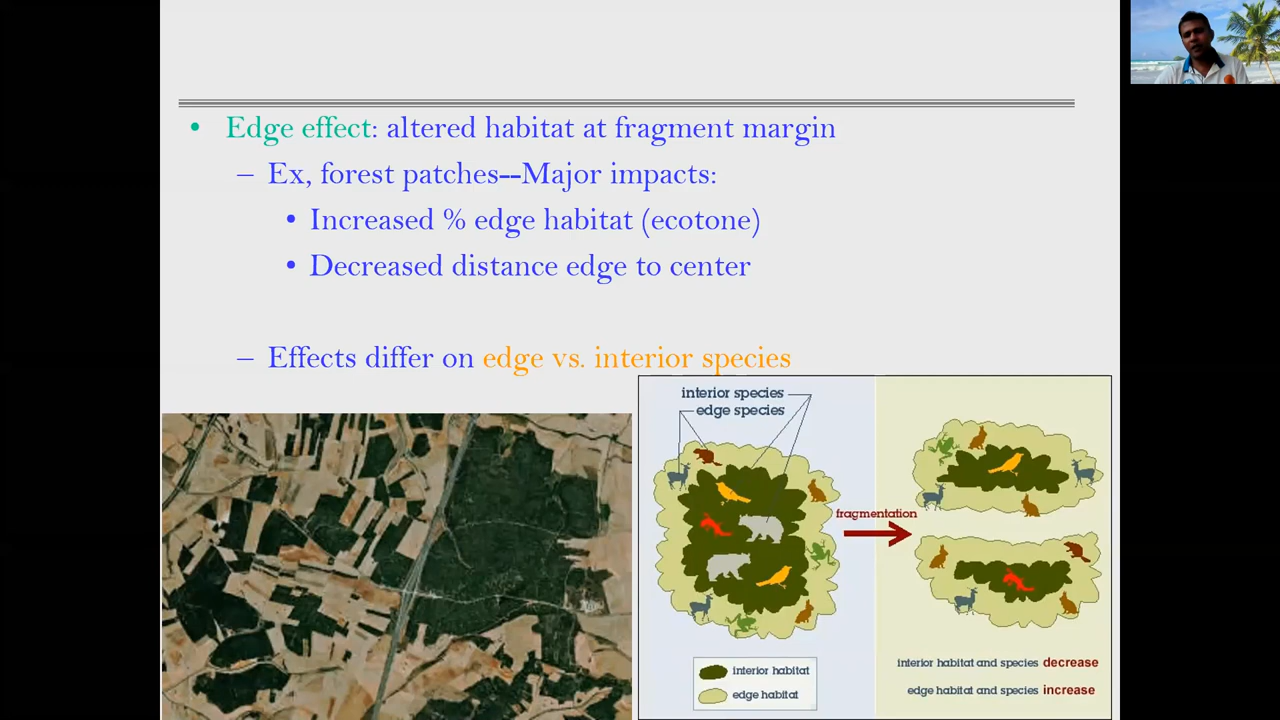 • Edge effect: altered habitat at fragment margin
– Ex, forest patches--Major impacts:
• Increased % edge habitat (ecotone)
• Decreased distance edge to center
– Effects differ on edge vs. interior species
interior species
edge species
fragmentation
interior habitat
edge habitat
interior habitat and species decrease
edge habitat and species increase